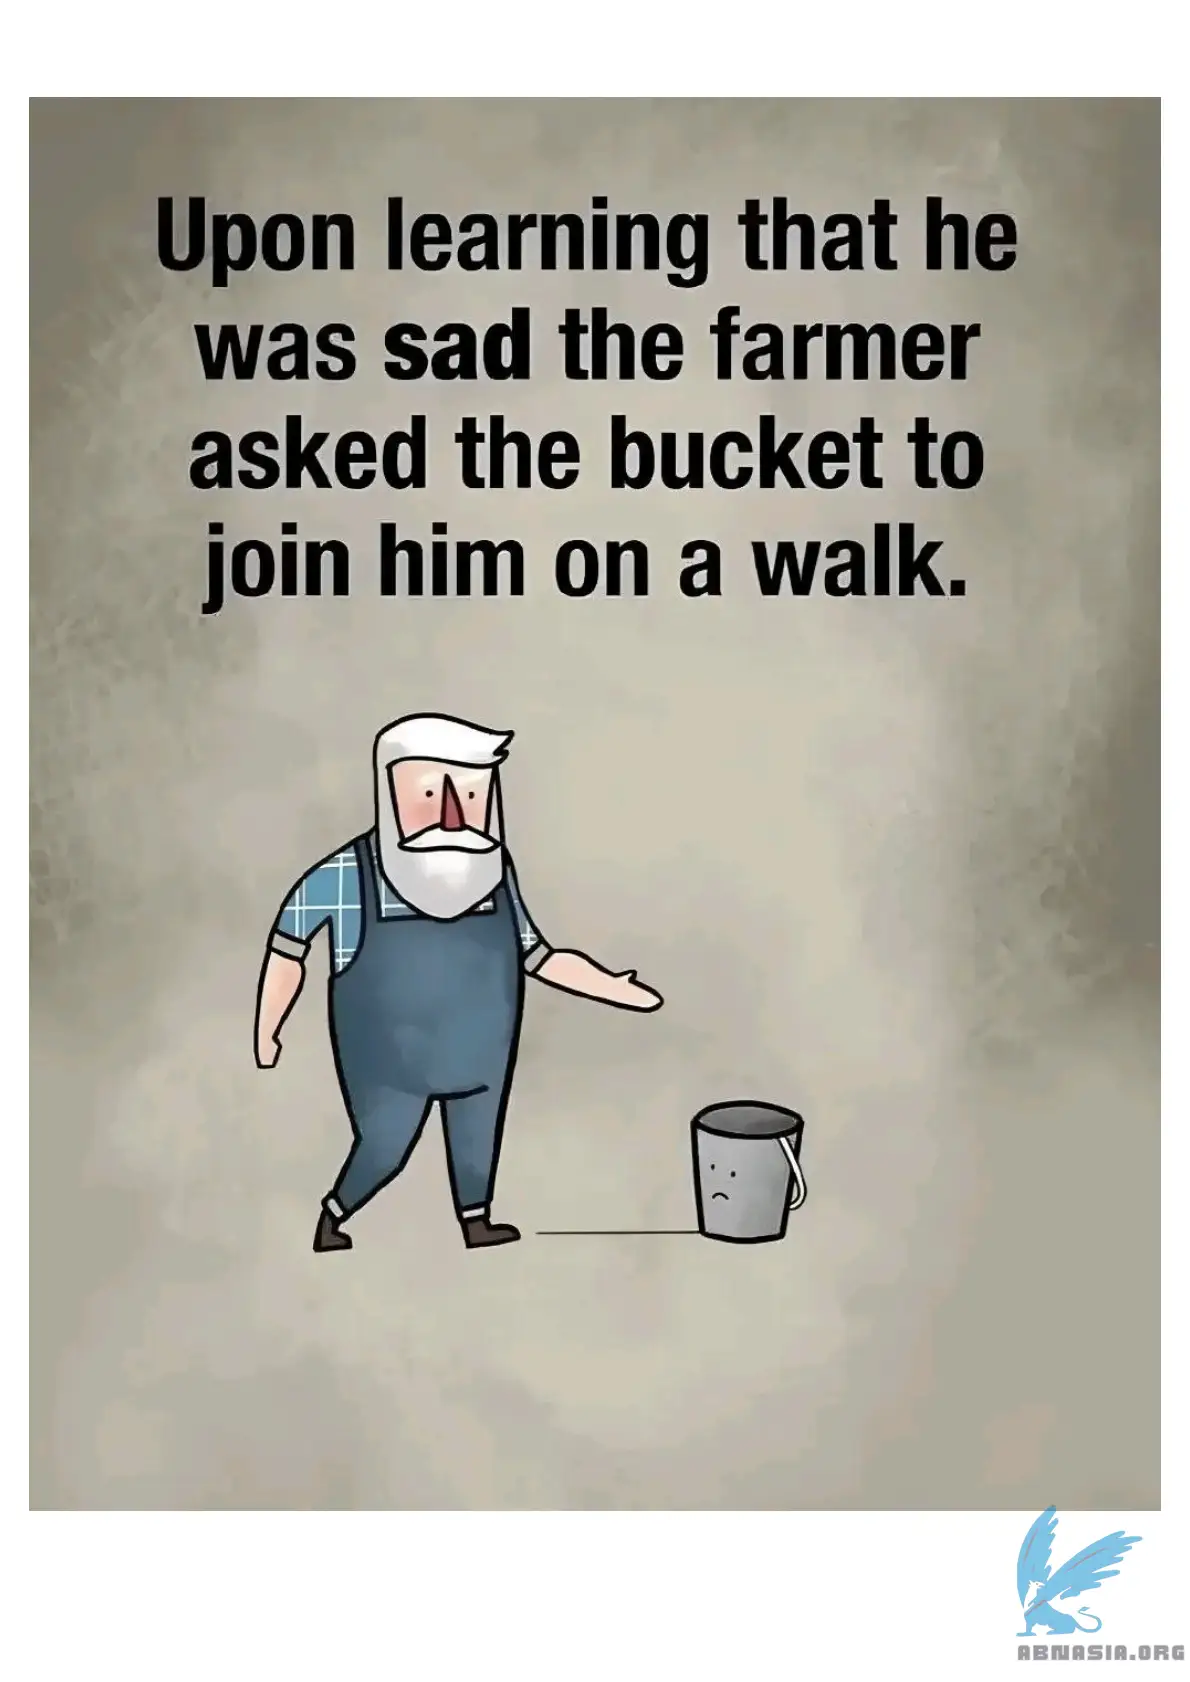 Upon learning that he
was sad the farmer
asked the bucket to
join him on a walk.
ABNASIA.ORG